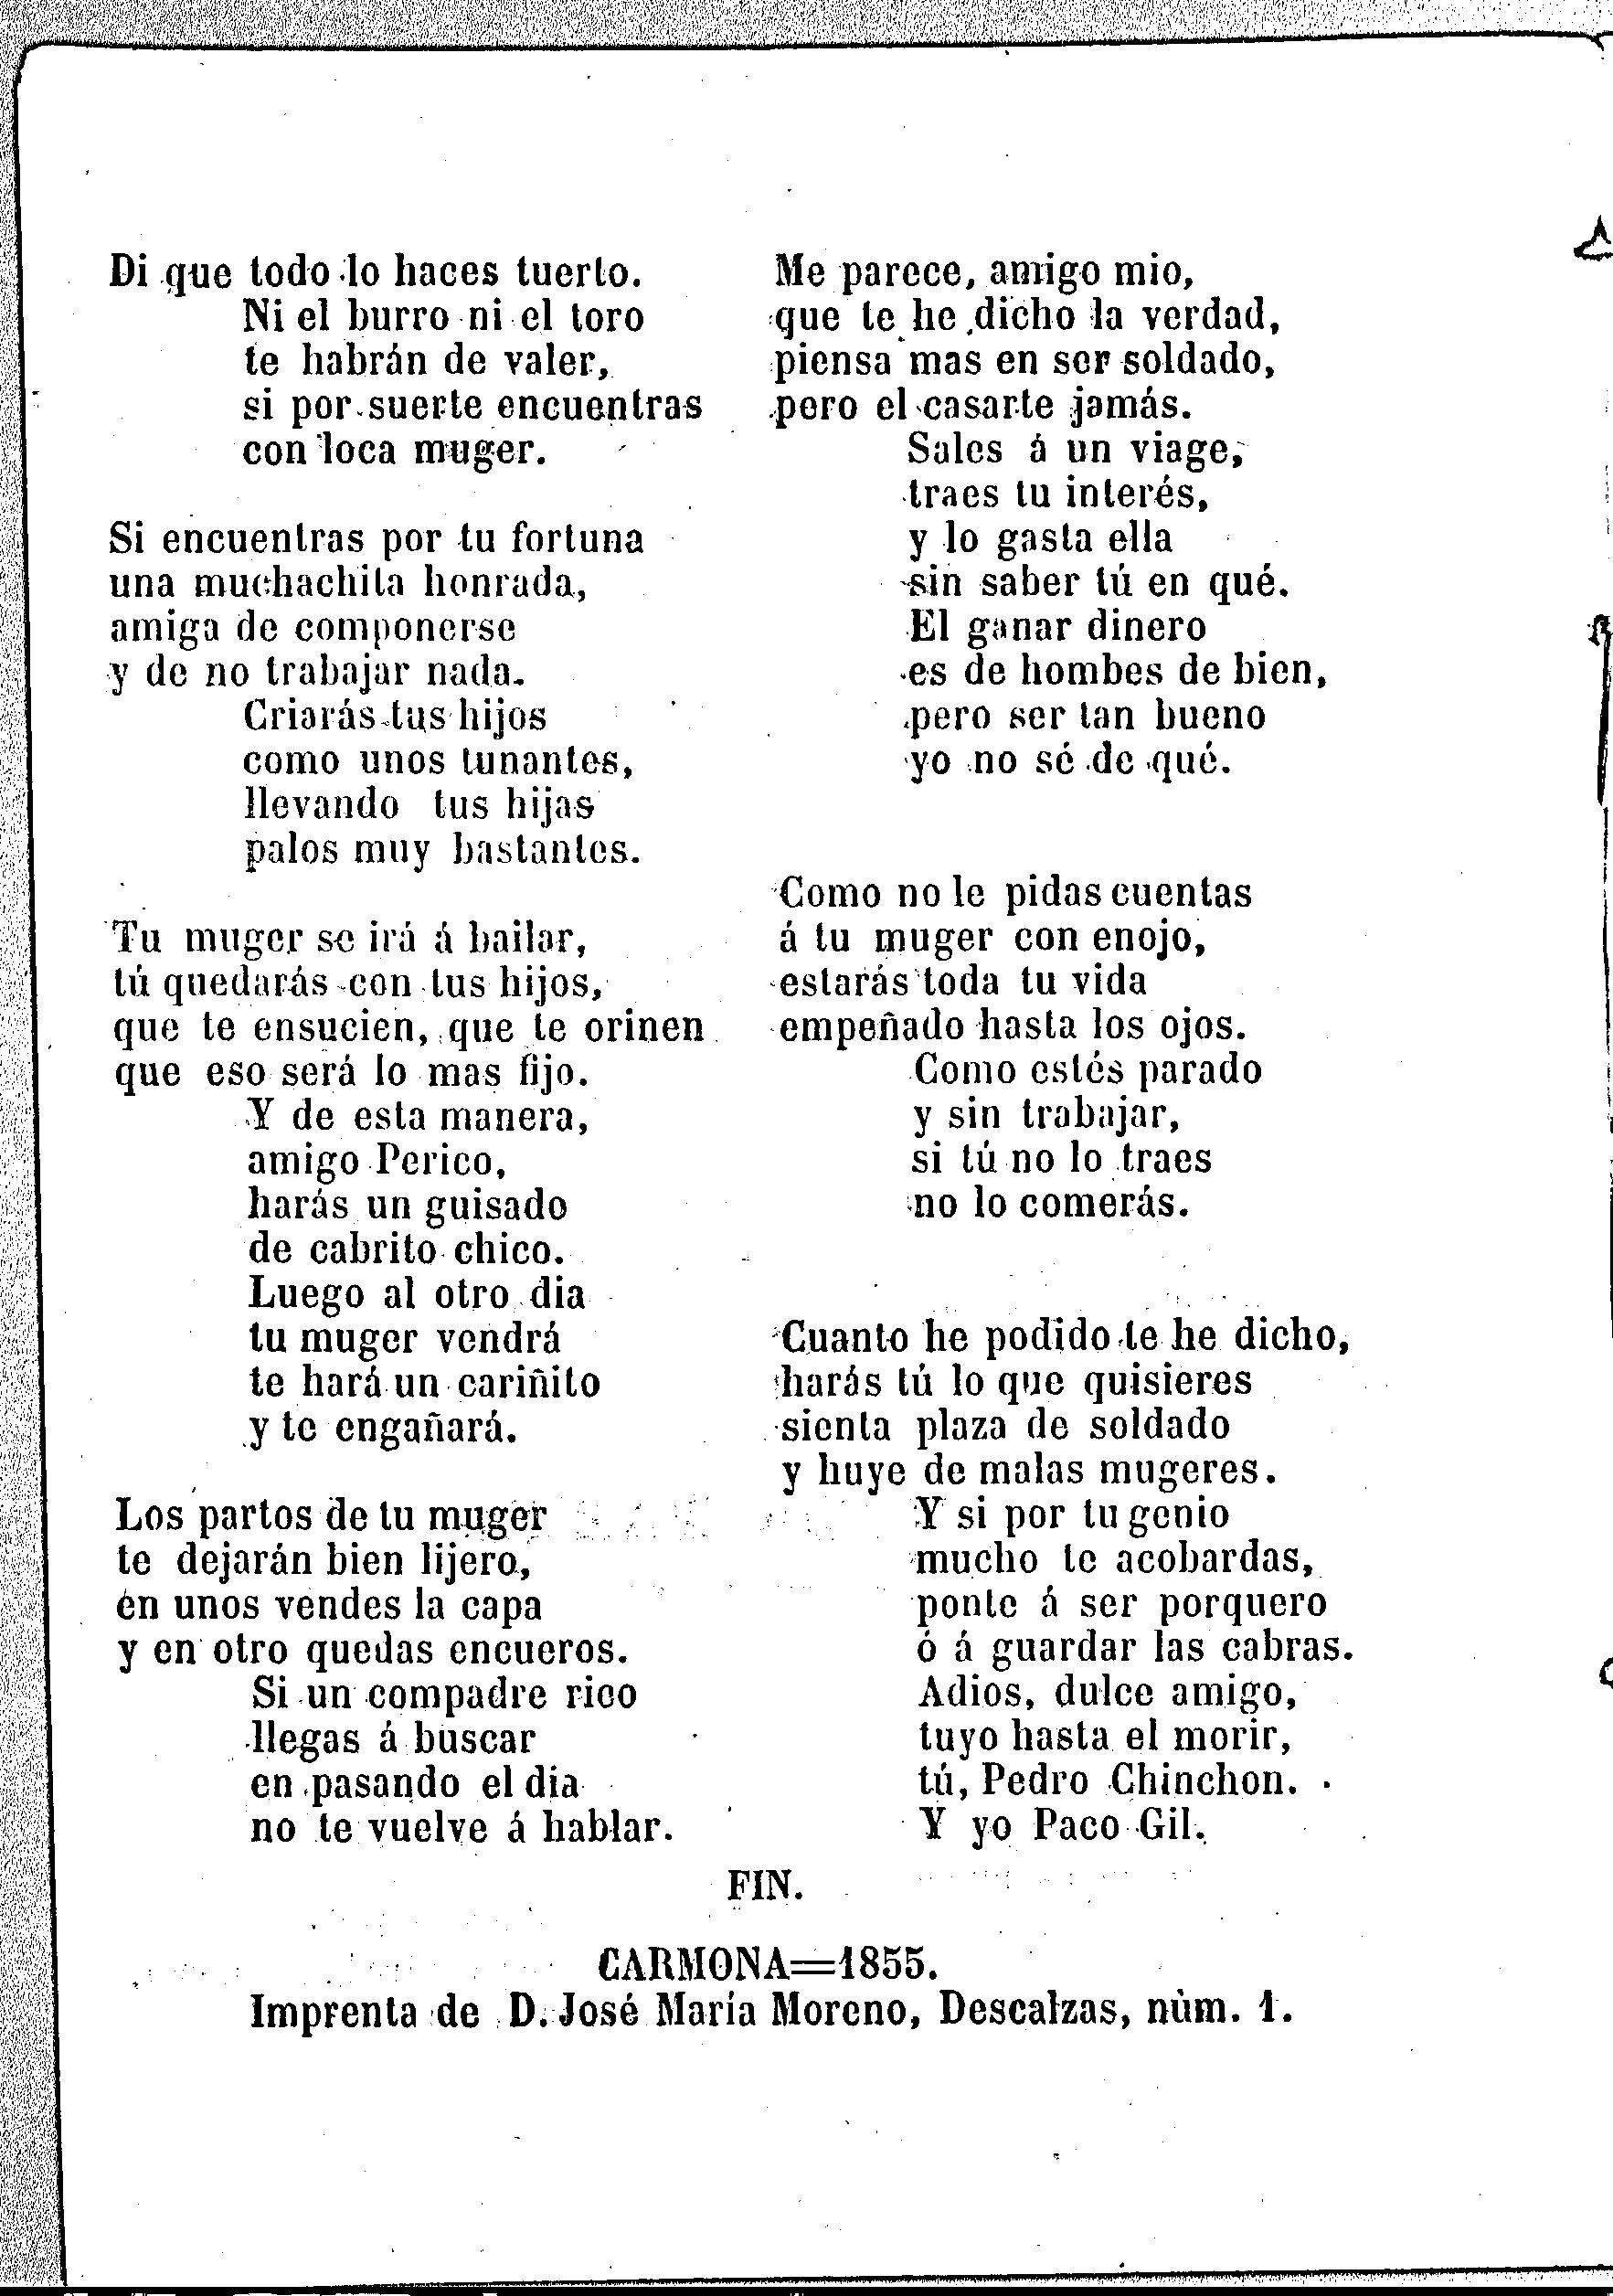 Di que todo lo haces tuerto.
Ni el burro ni el toro
te habrán de valer,
si por suerte encuentras
con loca muger.
Si encuentras por tu fortuna
una muchachita honrada,
amiga de componerse
y de no trabajar nada.
Criarás tus hijos
como unos tunantes,
llevando tus hijas
palos muy bastantes.
Tu muger se irá á bailar,
tú quedarás con tus hijos,
que te ensucien, que te orinen
que eso será lo mas fijo.
Y de esta manera,
amigo Perico,
harás un guisado
de cabrito chico.
Luego al otro dia
tu muger vendrá
te hará un cariñito
y te engañará.
Los partos de tu muger
te dejarán bien lijero,
en unos vendes la capa
y en otro quedas encueros.
Si un compadre rico
llegas á buscar
en pasando el dia
no te vuelve á hablar.
Me parece, amigo mio,
que te he dicho la verdad,
piensa mas en ser soldado,
pero el casarte jamás.
Sales á un viage,
traes tu interés,
y lo gasta ella
sin saber tú en qué.
El ganar dinero
es de hombes de bien,
pero ser tan bueno
yo no sé de qué.
Como no le pidas cuentas
á tu muger con enojo,
estarás toda tu vida
empeñado hasta los ojos.
Como estés parado
y sin trabajar,
si tú no lo traes
no lo comerás.
Cuanto he podido te he dicho,
harás tú lo que quisieres
sienta plaza de soldado
y huye de malas mugeres.
Y si por tu genio
mucho te acobardas,
ponte á ser porquero
ó á guardar las cabras.
Adios, dulce amigo,
tuyo hasta el morir,
tú, Pedro Chinchon.
Y yo Paco Gil.
FIN.
CARMONA=1855.
Imprenta de D. José María Moreno, Descalzas, nùm. 1.